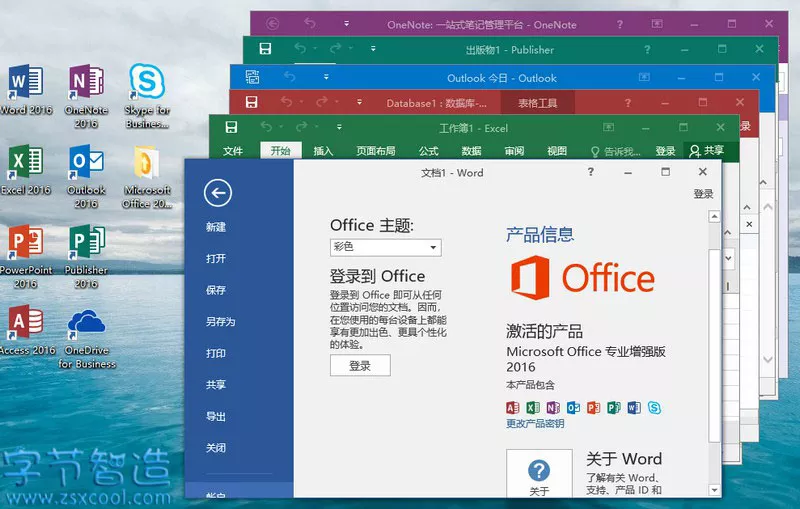 OneNote: 一站式笔记管理平台 - OneNote
出版物1 - Publisher
Outlook 今日 - Outlook
Database1 : 数据库-...
表格工具
录
工作簿1 - Excel
文件
开始
插入
页面布局
公式
数据
审阅
视图
告诉我...
登录
共享
文档1 - Word
登录
Word 2016
OneNote
2016
Skype for
Busines...
Excel 2016
Outlook
2016
Microsoft
Office 20...
PowerPoint
2016
Publisher
2016
Access 2016
OneDrive
for Business
新建
打开
保存
另存为
打印
共享
导出
关闭
帐户
Office 主题:
彩色
登录到 Office
登录到 Office 即可从任何
位置访问您的文档。因而,
在您使用的每台设备上都能
享有更加出色、更具个性化
的体验。
登录
产品信息
Office
激活的产品
Microsoft Office 专业增强版
2016
本产品包含
更改产品密钥
关于
关于 Word
了解有关 Word、
支持、产品 ID 和
字节智造
www.zsxcool.com